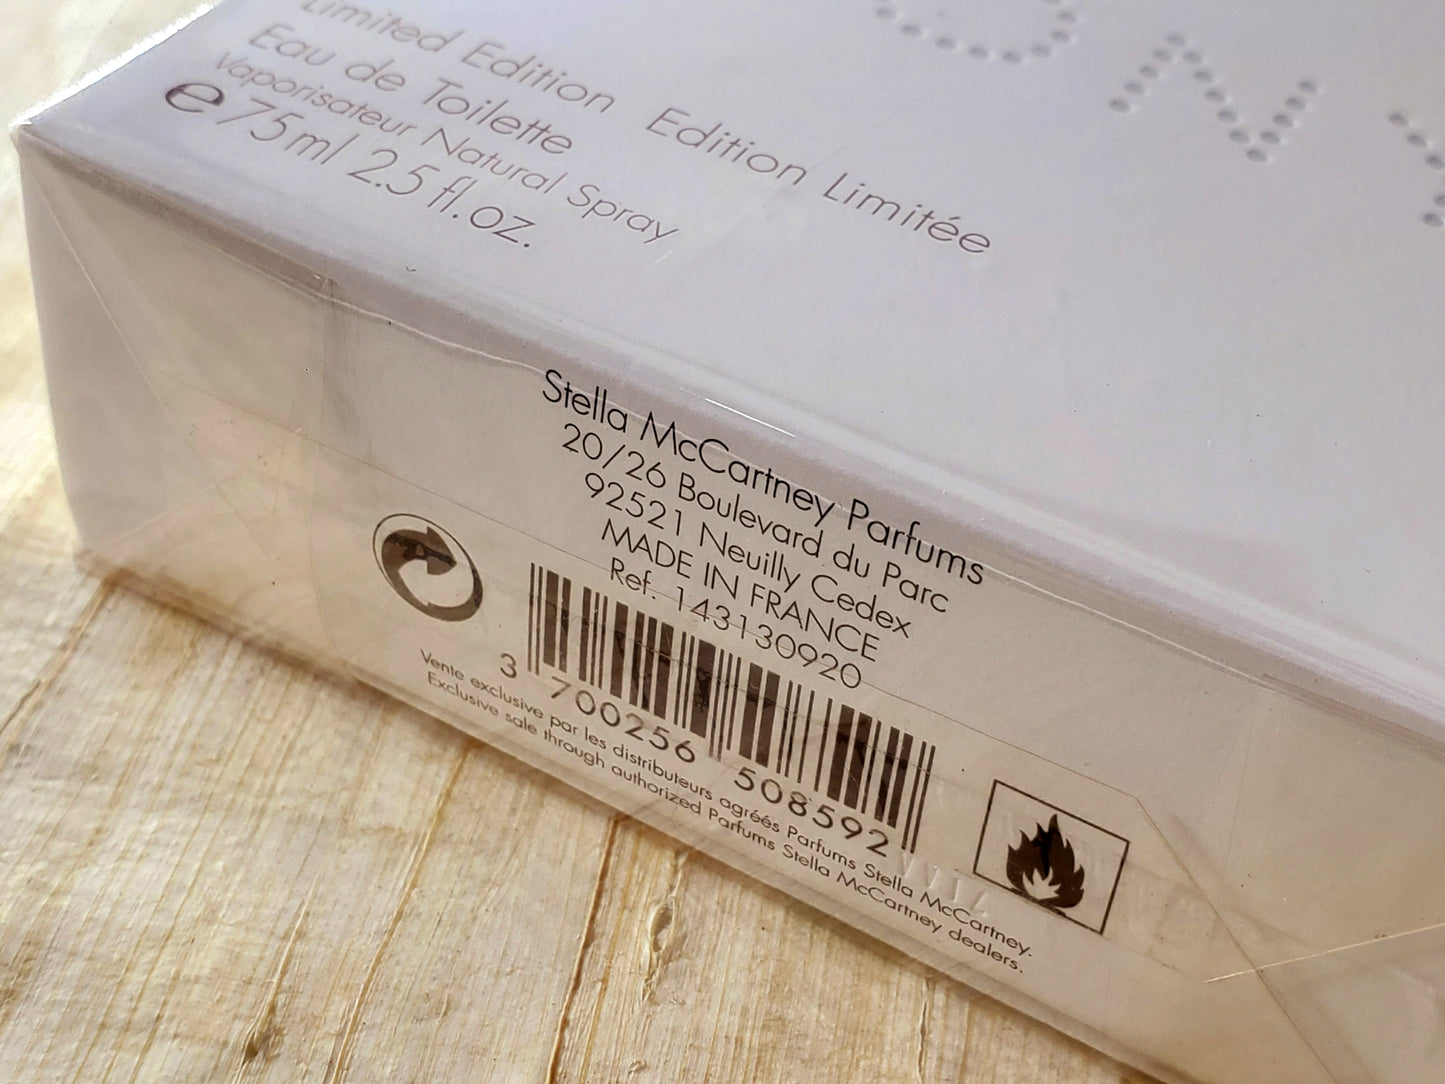 Limited Edition Edition Limitée
Eau de Toilette
Vaporisateur Natural Spray
e 75 ml 2.5 fl. oz.
Stella McCartney Parfums
20/26 Boulevard du Parc
92521 Neuilly Cedex
MADE IN FRANCE
Ref. 143130920
3 700256 508592
Vente exclusive par les distributeurs agréés Parfums Stella McCartney.
Exclusive sale through authorized Parfums Stella McCartney dealers.